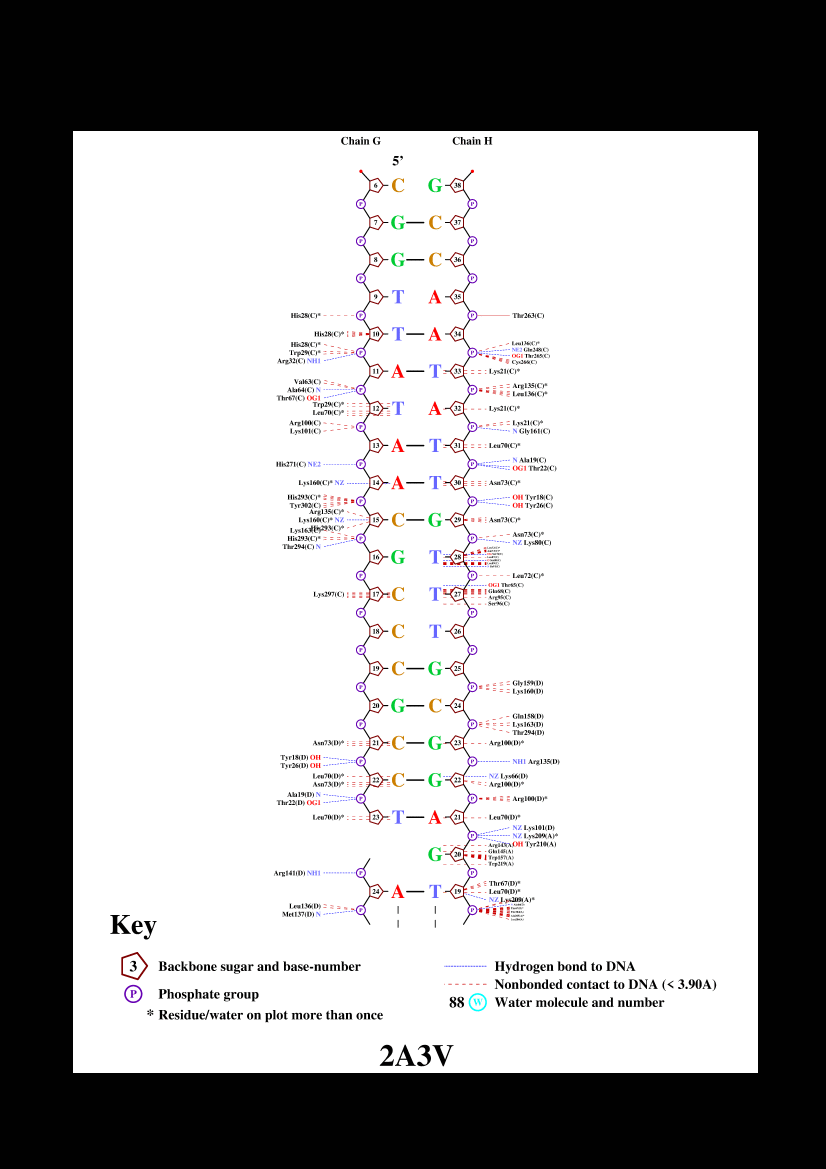 Chain G Chain H
5'
6 C G 38
P P
7 G C 37
P P
8 G C 36
P P
9 T A 35
His28(C)* P P Thr263(C)
His28(C)* 10 T A 34
His28(C)* Leu136(C)*
Trp29(C)* P P NE2 Gln248(C)
Arg32(C) NH1 OG1 Thr265(C)
Cys266(C)
11 A T 33 Lys21(C)*
Val63(C) Arg135(C)*
Ala64(C) N P P Leu136(C)*
Thr67(C) OG1
Trp29(C)* 12 T A 32 Lys21(C)*
Leu70(C)*
Arg100(C) P P Lys21(C)*
Lys101(C) N Gly161(C)
13 A T 31 Leu70(C)*
His271(C) NE2 P P N Ala19(C)
OG1 Thr22(C)
Lys160(C)* NZ 14 A T 30 Asn73(C)*
His293(C)* P P OH Tyr18(C)
Tyr302(C) OH Tyr26(C)
Arg135(C)*
Lys160(C)* NZ 15 C G 29 Asn73(C)*
His293(C)*
Lys163(C) Asn73(C)*
His293(C)* P P NZ Lys80(C)
Thr294(C) N
16 G T 28
P P Leu72(C)*
OG1 Thr65(C)
Lys297(C) 17 C T 27 Glu68(C)
Arg95(C)
Ser96(C)
P P
18 C T 26
P P
19 C G 25
P P Gly159(D)
Lys160(D)
20 G C 24
Gln158(D)
P P Lys163(D)
Thr294(D)
Asn73(D)* 21 C G 23 Arg100(D)*
Tyr18(D) OH P P NH1 Arg135(D)
Tyr26(D) OH
Leu70(D)* 22 C G 22 NZ Lys66(D)
Asn73(D)* Arg100(D)*
Ala19(D) N P P Arg100(D)*
Thr22(D) OG1
Leu70(D)* 23 T A 21 Leu70(D)*
NZ Lys101(D)
P NZ Lys209(A)*
OH Tyr210(A)
Arg143(A)
G 20 Gln145(A)
Trp157(A)
Trp219(A)
Arg141(D) NH1 P P
Thr67(D)*
24 A T 19 Leu70(D)*
NZ Lys209(A)*
Leu136(D) P P
Met137(D) N
Key
3 Backbone sugar and base-number Hydrogen bond to DNA
Nonbonded contact to DNA (< 3.90A)
P Phosphate group 88 W Water molecule and number
* Residue/water on plot more than once
2A3V